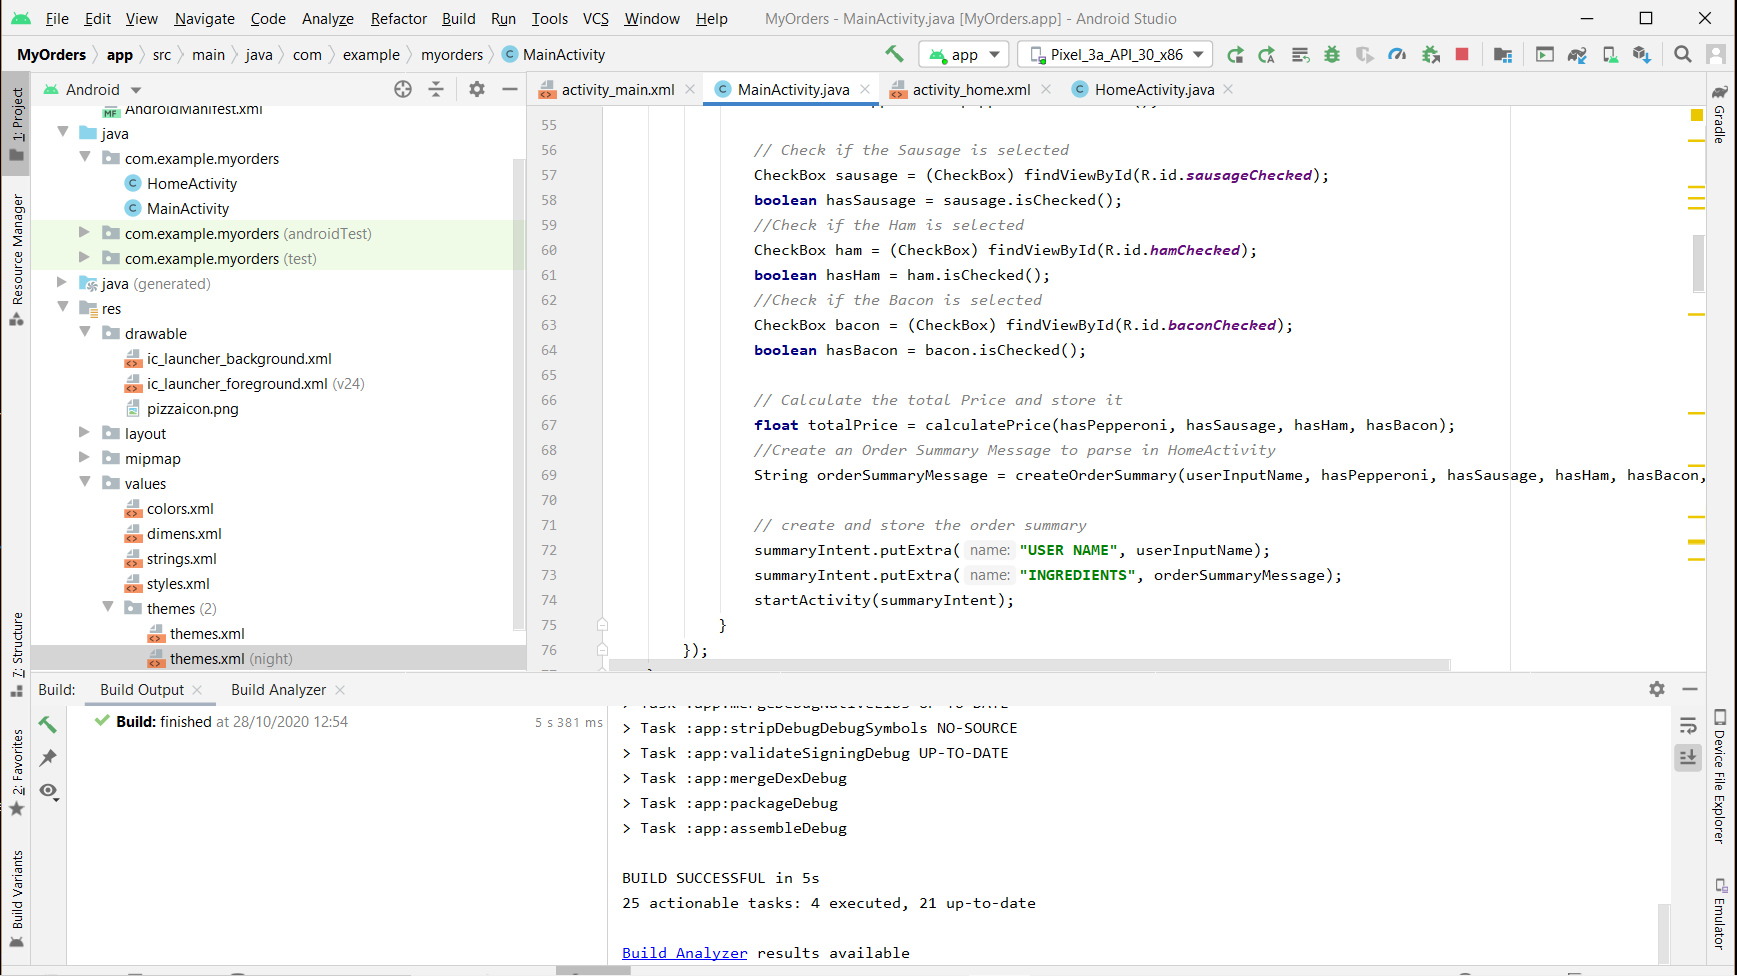 File Edit View Navigate Code Analyze Refactor Build Run Tools VCS Window Help MyOrders - MainActivity.java [MyOrders.app] - Android Studio
MyOrders app src main java com example myorders MainActivity app Pixel_3a_API_30_x86
Android
activity_main.xml MainActivity.java activity_home.xml HomeActivity.java
1: Project
Resource Manager
7: Structure
2: Favorites
Build Variants
AndroidManifest.xml
java
com.example.myorders
HomeActivity
MainActivity
com.example.myorders (androidTest)
com.example.myorders (test)
java (generated)
res
drawable
ic_launcher_background.xml
ic_launcher_foreground.xml (v24)
pizzaicon.png
layout
mipmap
values
colors.xml
dimens.xml
strings.xml
styles.xml
themes (2)
themes.xml
themes.xml (night)
55
56 // Check if the Sausage is selected
57 CheckBox sausage = (CheckBox) findViewById(R.id.sausageChecked);
58 boolean hasSausage = sausage.isChecked();
59 //Check if the Ham is selected
60 CheckBox ham = (CheckBox) findViewById(R.id.hamChecked);
61 boolean hasHam = ham.isChecked();
62 //Check if the Bacon is selected
63 CheckBox bacon = (CheckBox) findViewById(R.id.baconChecked);
64 boolean hasBacon = bacon.isChecked();
65
66 // Calculate the total Price and store it
67 float totalPrice = calculatePrice(hasPepperoni, hasSausage, hasHam, hasBacon);
68 //Create an Order Summary Message to parse in HomeActivity
69 String orderSummaryMessage = createOrderSummary(userInputName, hasPepperoni, hasSausage, hasHam, hasBacon,
70
71 // create and store the order summary
72 summaryIntent.putExtra( name: "USER NAME", userInputName);
73 summaryIntent.putExtra( name: "INGREDIENTS", orderSummaryMessage);
74 startActivity(summaryIntent);
75 }
76 });
Gradle
Device File Explorer
Emulator
Build: Build Output Build Analyzer
Build: finished at 28/10/2020 12:54 5 s 381 ms
> Task :app:mergeDebugNativeLibs UP-TO-DATE
> Task :app:stripDebugDebugSymbols NO-SOURCE
> Task :app:validateSigningDebug UP-TO-DATE
> Task :app:mergeDexDebug
> Task :app:packageDebug
> Task :app:assembleDebug
BUILD SUCCESSFUL in 5s
25 actionable tasks: 4 executed, 21 up-to-date
Build Analyzer results available